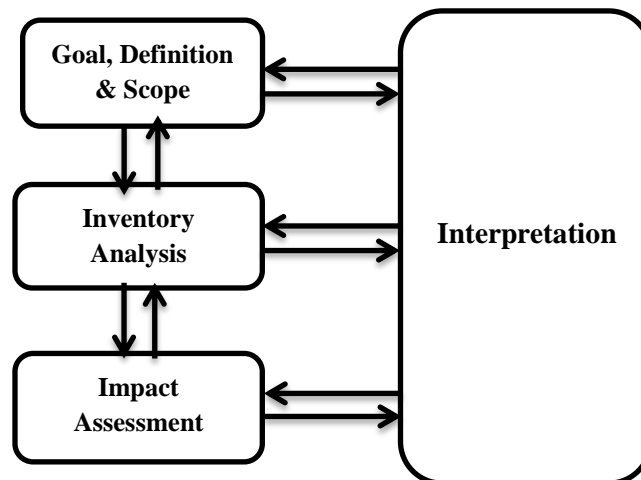 Goal, Definition
& Scope
Inventory
Analysis
Interpretation
Impact
Assessment